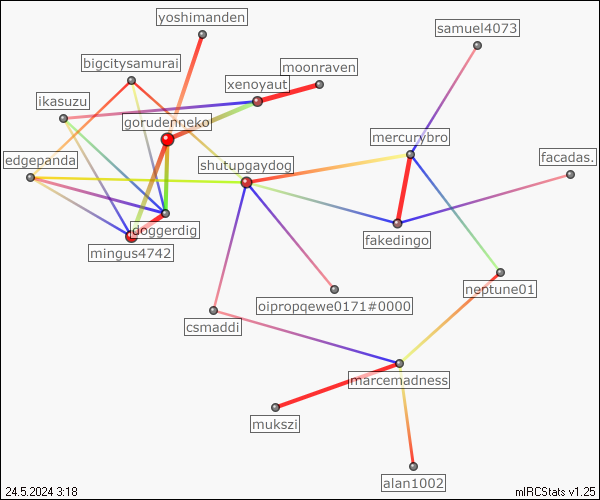 yoshimanden
samuel4073
bigcitysamurai
moonraven
xenoyaut
ikasuzu
gorudenneko
mercurybro
edgepanda
shutupgaydog
facadas.
doggerdig
fakedingo
mingus4742
neptune01
oipropqewe0171#0000
csmaddi
marcemadness
mukszi
alan1002
24.5.2024 3:18
mIRCStats v1.25